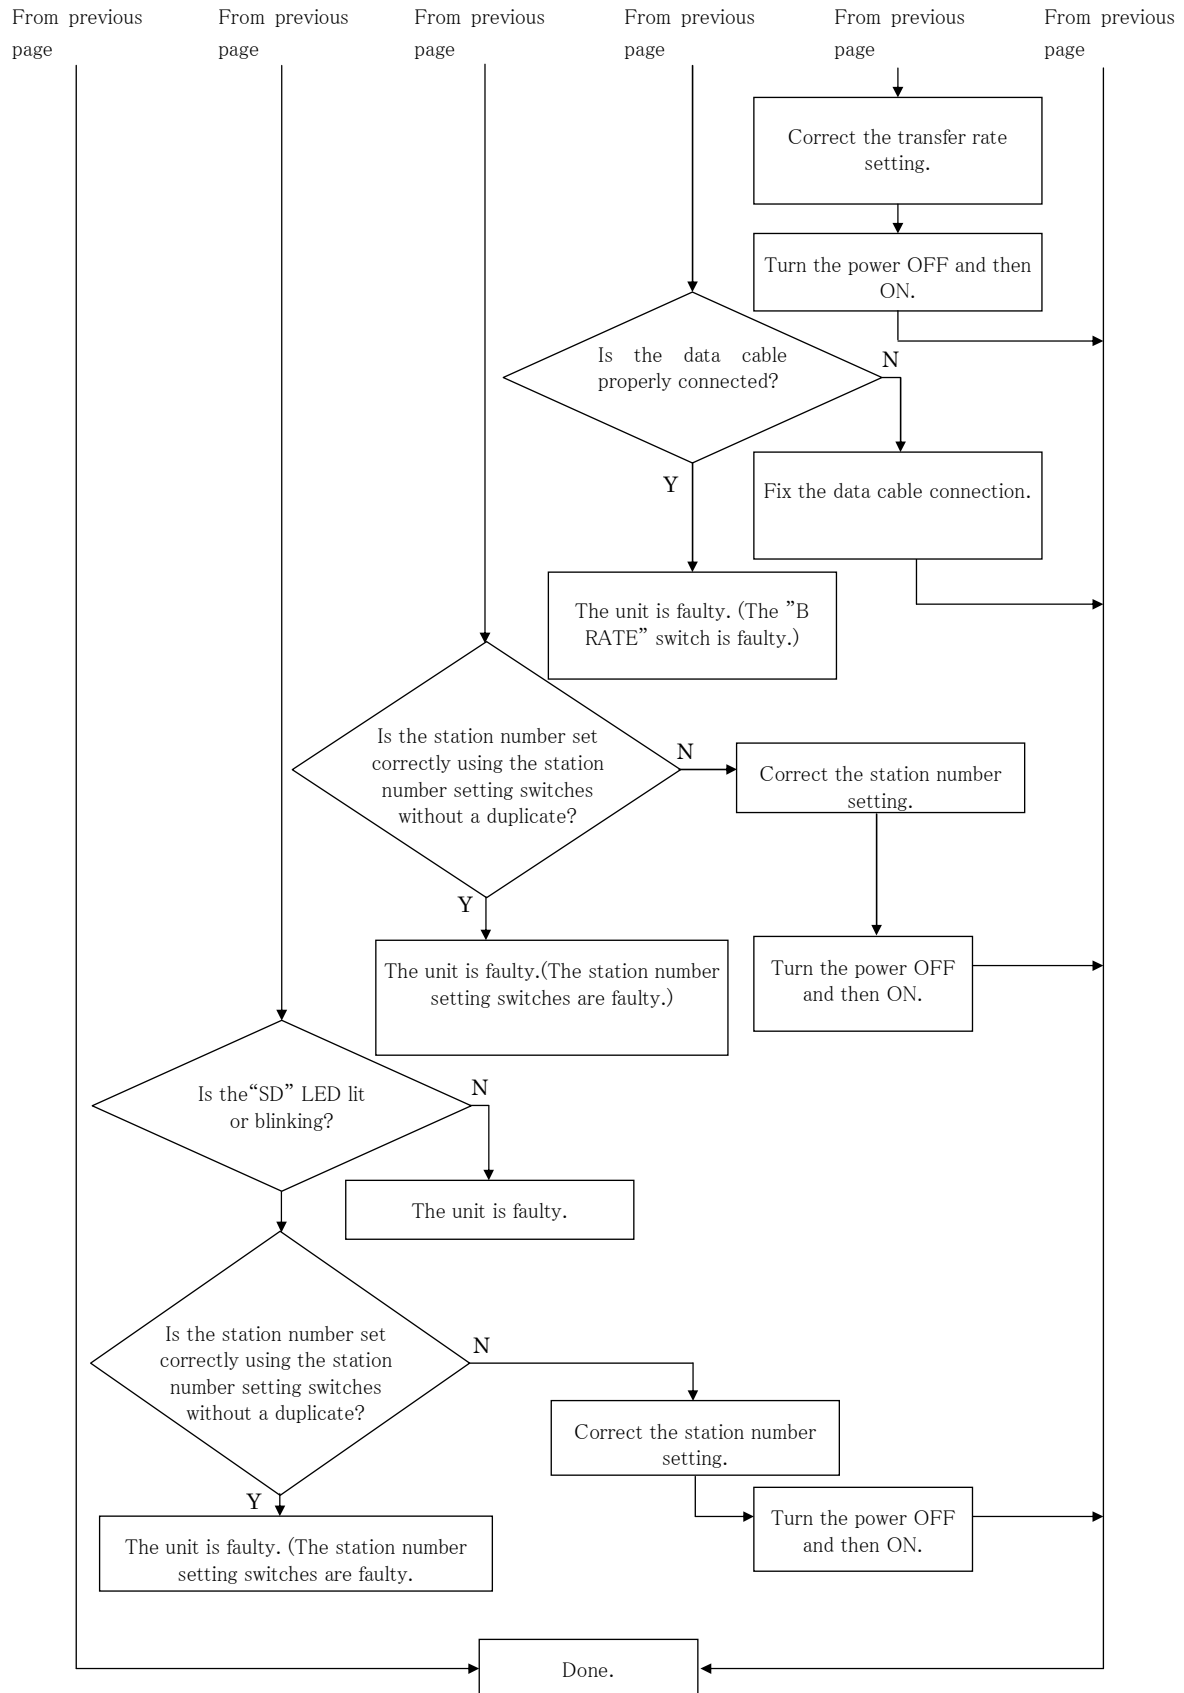 From previous
page
From previous
page
From previous
page
From previous
page
From previous
page
From previous
page
Correct the transfer rate
setting.
Turn the power OFF and then
ON.
Is the data cable
properly connected?
N
Y
Fix the data cable connection.
The unit is faulty. (The ”B
RATE” switch is faulty.)
Is the station number set
correctly using the station
number setting switches
without a duplicate?
N
Y
Correct the station number
setting.
The unit is faulty.(The station number
setting switches are faulty.)
Turn the power OFF
and then ON.
Is the“SD” LED lit
or blinking?
N
The unit is faulty.
Is the station number set
correctly using the station
number setting switches
without a duplicate?
N
Y
Correct the station number
setting.
Turn the power OFF
and then ON.
The unit is faulty. (The station number
setting switches are faulty.
Done.